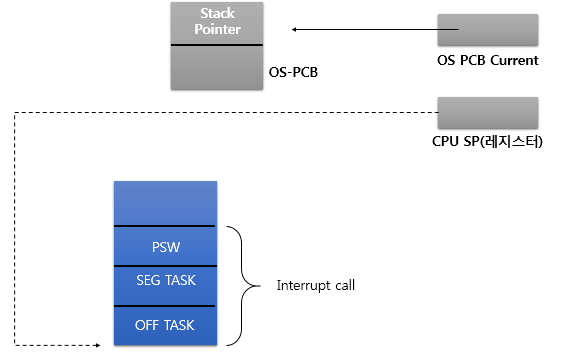 Stack
Pointer
OS-PCB
OS PCB Current
CPU SP(레지스터)
PSW
SEG TASK
OFF TASK
Interrupt call